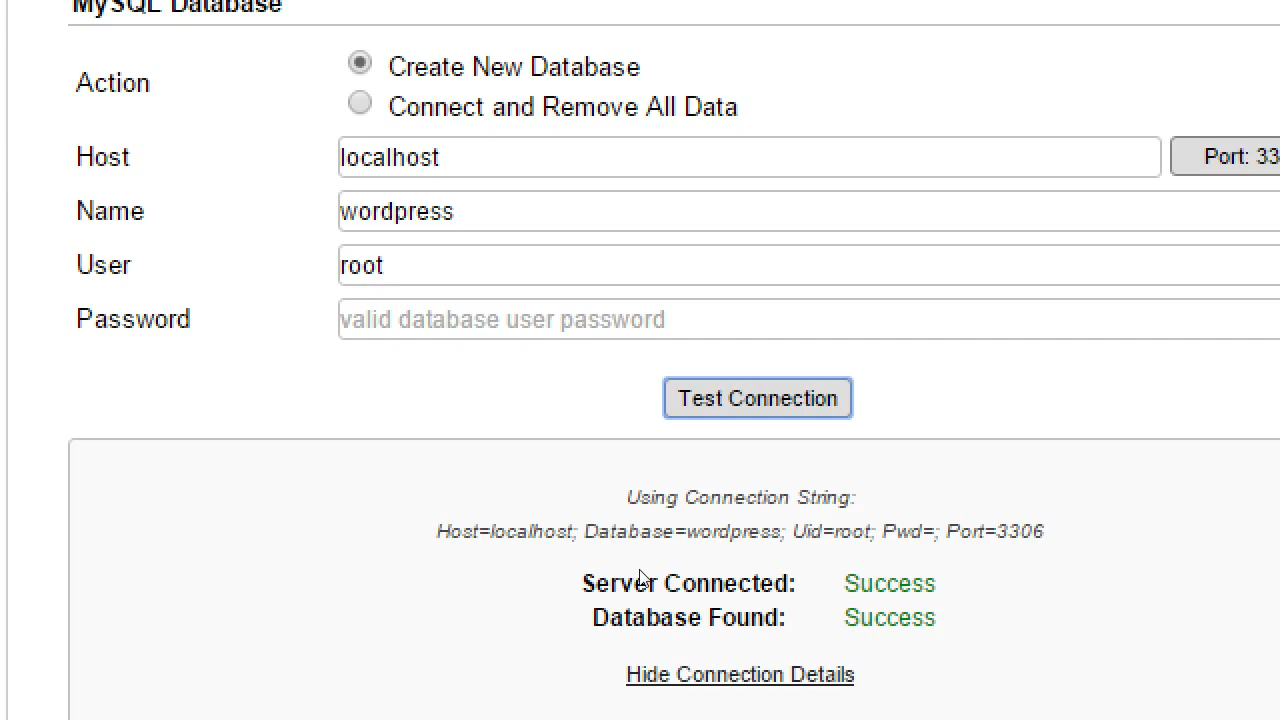 MySQL Database
Action
Create New Database
Connect and Remove All Data
Host
localhost
Port: 33
Name
wordpress
User
root
Password
valid database user password
Test Connection
Using Connection String:
Host=localhost; Database=wordpress; Uid=root; Pwd=; Port=3306
Server Connected: Success
Database Found: Success
Hide Connection Details